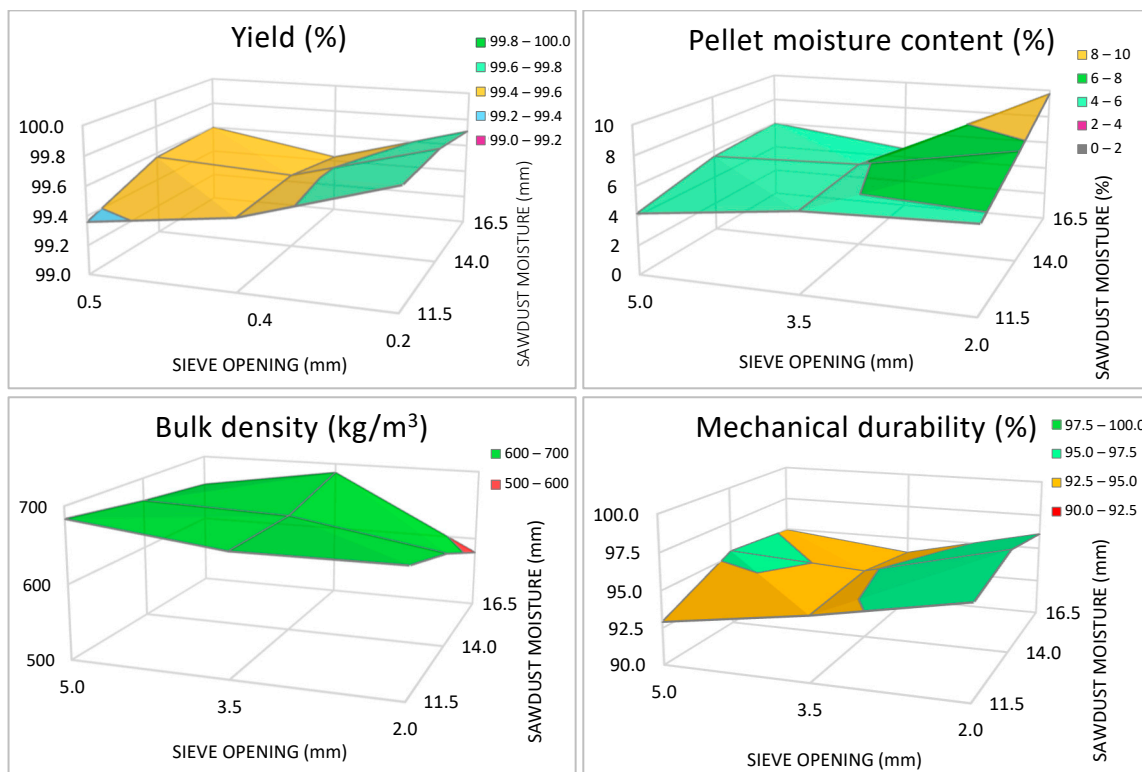 Yield (%)
99.8 – 100.0
99.6 – 99.8
99.4 – 99.6
99.2 – 99.4
99.0 – 99.2
100.0
99.8
99.6
99.4
99.2
99.0
0.5
0.4
0.2
11.5
14.0
16.5
SIEVE OPENING (mm)
SAWDUST MOISTURE (mm)
Pellet moisture content (%)
8 – 10
6 – 8
4 – 6
2 – 4
0 – 2
10
8
6
4
2
0
5.0
3.5
2.0
11.5
14.0
16.5
SIEVE OPENING (mm)
SAWDUST MOISTURE (%)
Bulk density (kg/m³)
600 – 700
500 – 600
700
600
500
5.0
3.5
2.0
11.5
14.0
16.5
SIEVE OPENING (mm)
SAWDUST MOISTURE (mm)
Mechanical durability (%)
97.5 – 100.0
95.0 – 97.5
92.5 – 95.0
90.0 – 92.5
100.0
97.5
95.0
92.5
90.0
5.0
3.5
2.0
11.5
14.0
16.5
SIEVE OPENING (mm)
SAWDUST MOISTURE (mm)